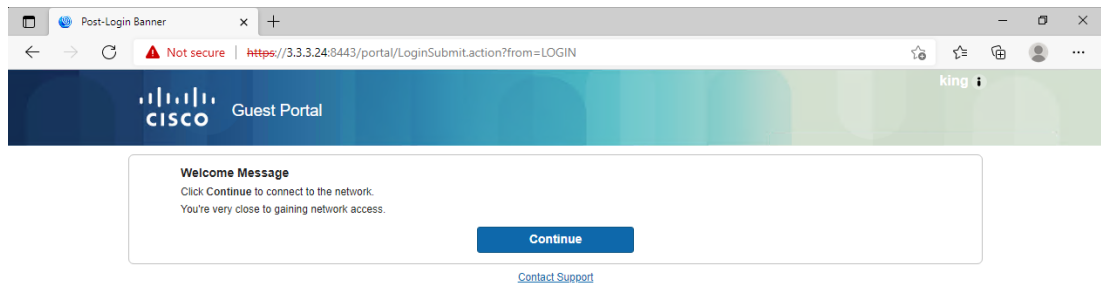 Post-Login Banner
Not secure | https://3.3.3.24:8443/portal/LoginSubmit.action?from=LOGIN
king
CISCO Guest Portal
Welcome Message
Click Continue to connect to the network.
You're very close to gaining network access.
Continue
Contact Support